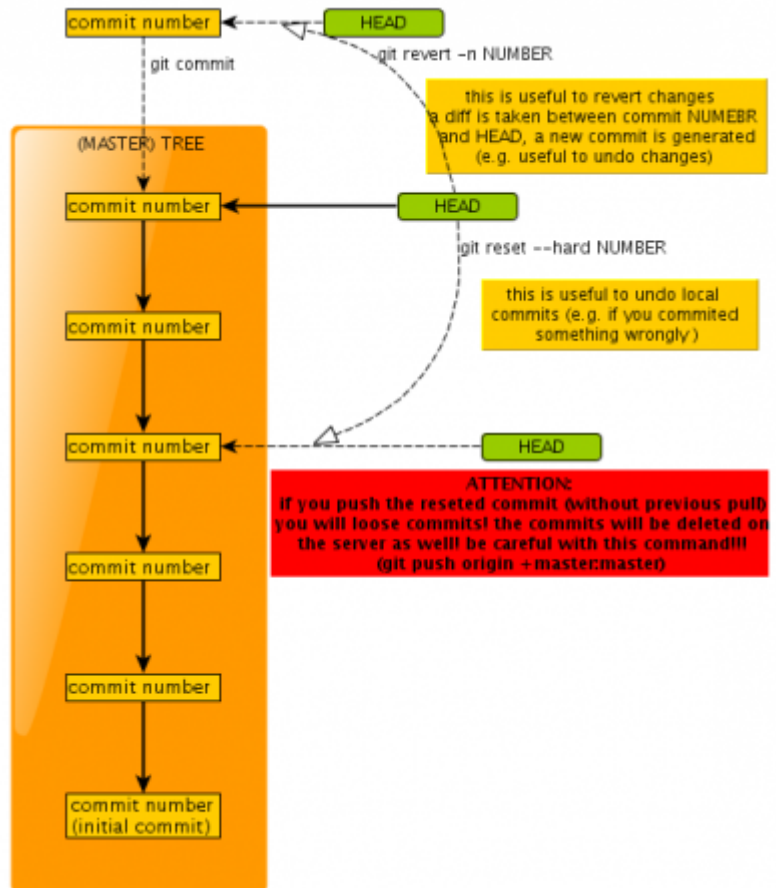 commit number
HEAD
git revert -n NUMBER
git commit
this is useful to revert changes
a diff is taken between commit NUMEBR
and HEAD, a new commit is generated
(e.g. useful to undo changes)
(MASTER) TREE
commit number
HEAD
git reset --hard NUMBER
this is useful to undo local
commits (e.g. if you commited
something wrongly)
commit number
commit number
HEAD
ATTENTION:
if you push the reseted commit (without previous pull)
you will loose commits! the commits will be deleted on
the server as well! be careful with this command!!!
(git push origin +master:master)
commit number
commit number
commit number
(initial commit)